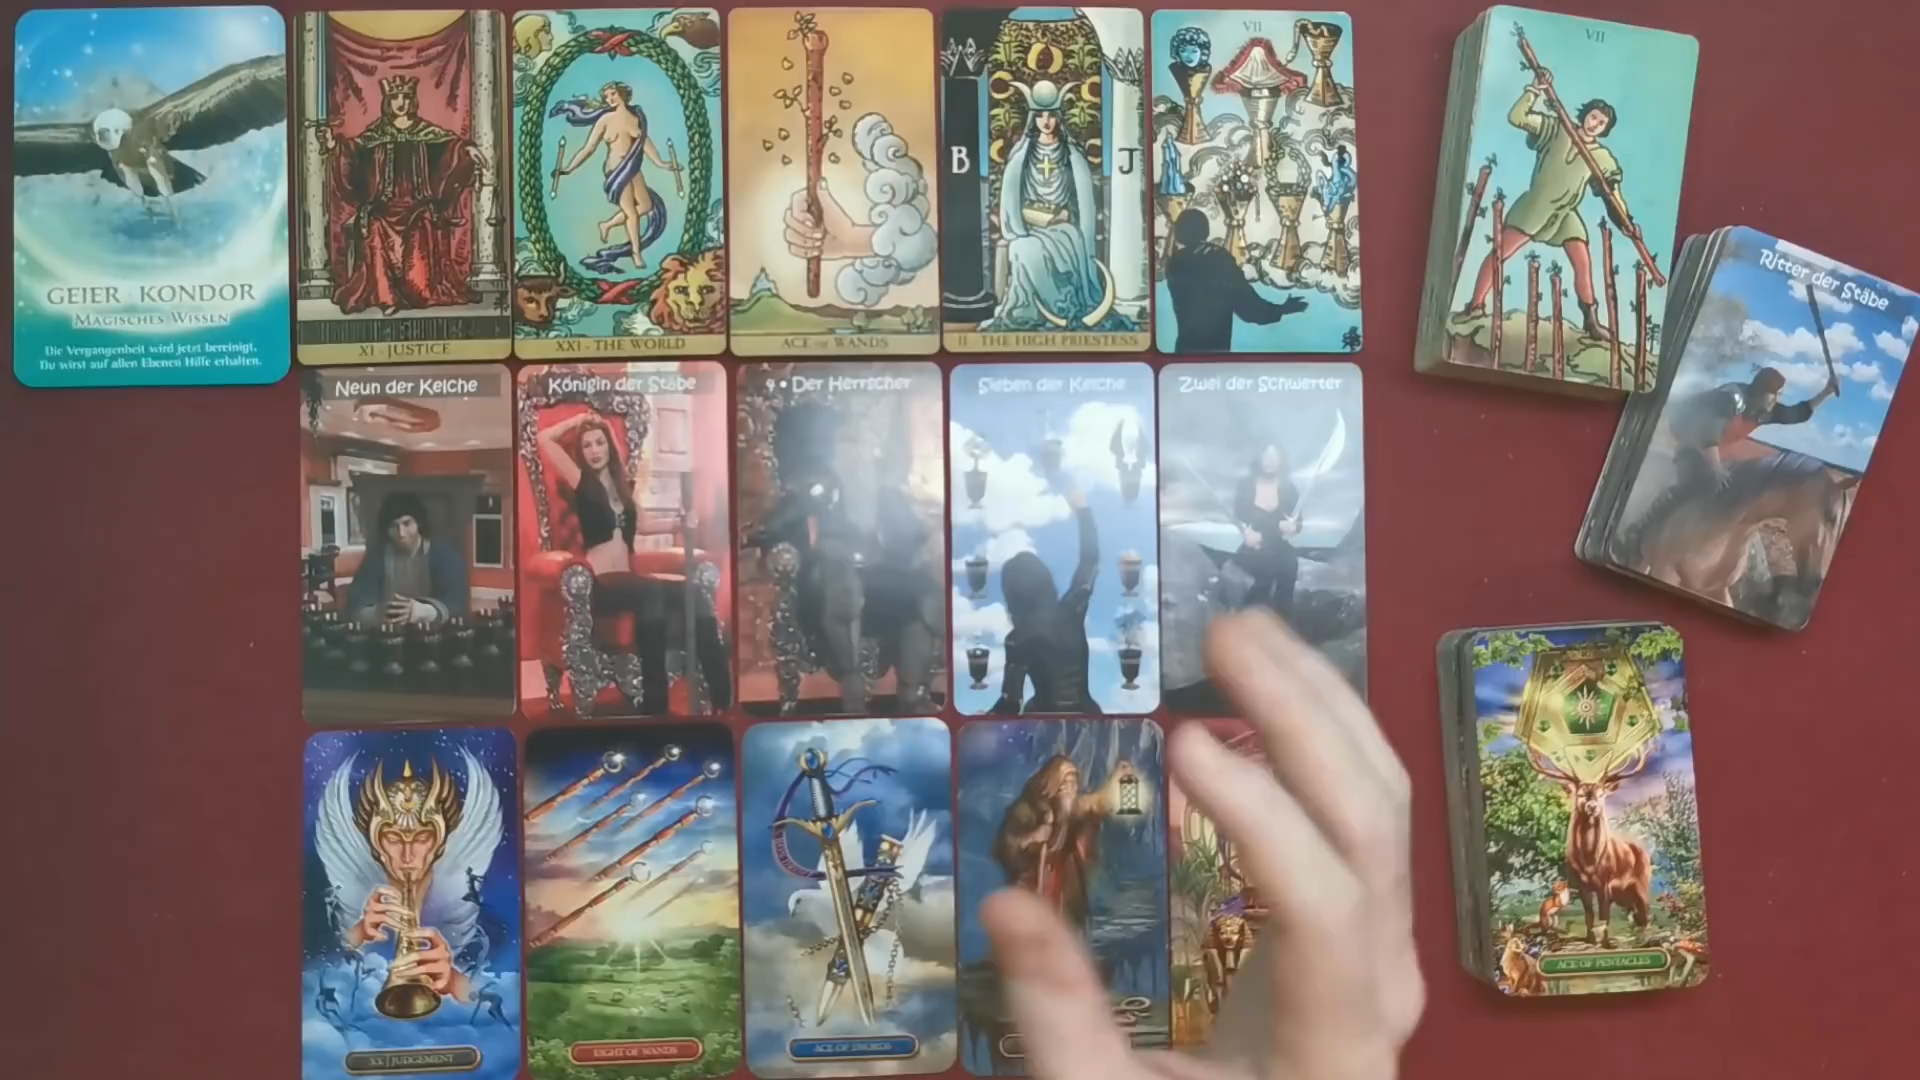 GEIER · KONDOR
MAGISCHES WISSEN
Die Vergangenheit wird jetzt bereinigt.
Du wirst auf allen Ebenen Hilfe erhalten.
XI · JUSTICE
XXI · THE WORLD
ACE OF WANDS
B J
II THE HIGH PRIESTESS
VII
VII
Ritter der Stäbe
Neun der Kelche
Königin der Stäbe
4 • Der Herrscher
Sieben der Kelche
Zwei der Schwerter
XX | JUDGEMENT
EIGHT OF WANDS
ACE OF SWORDS
ACE OF PENTACLES